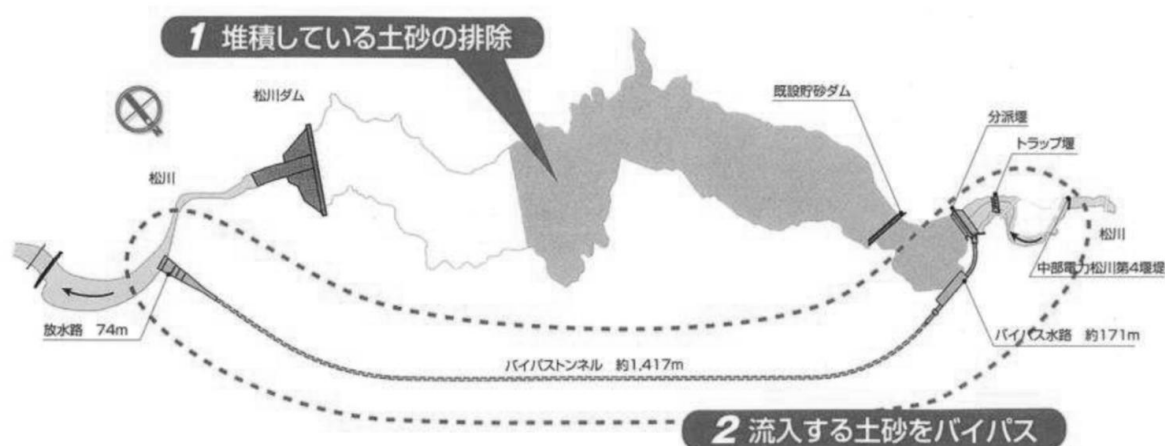 1 堆積している土砂の排除
松川ダム
既設貯砂ダム
分派堰
トラップ堰
松川
松川
中部電力松川第4堰堤
放水路 74m
バイパス水路 約171m
バイパストンネル 約1,417m
2 流入する土砂をバイパス